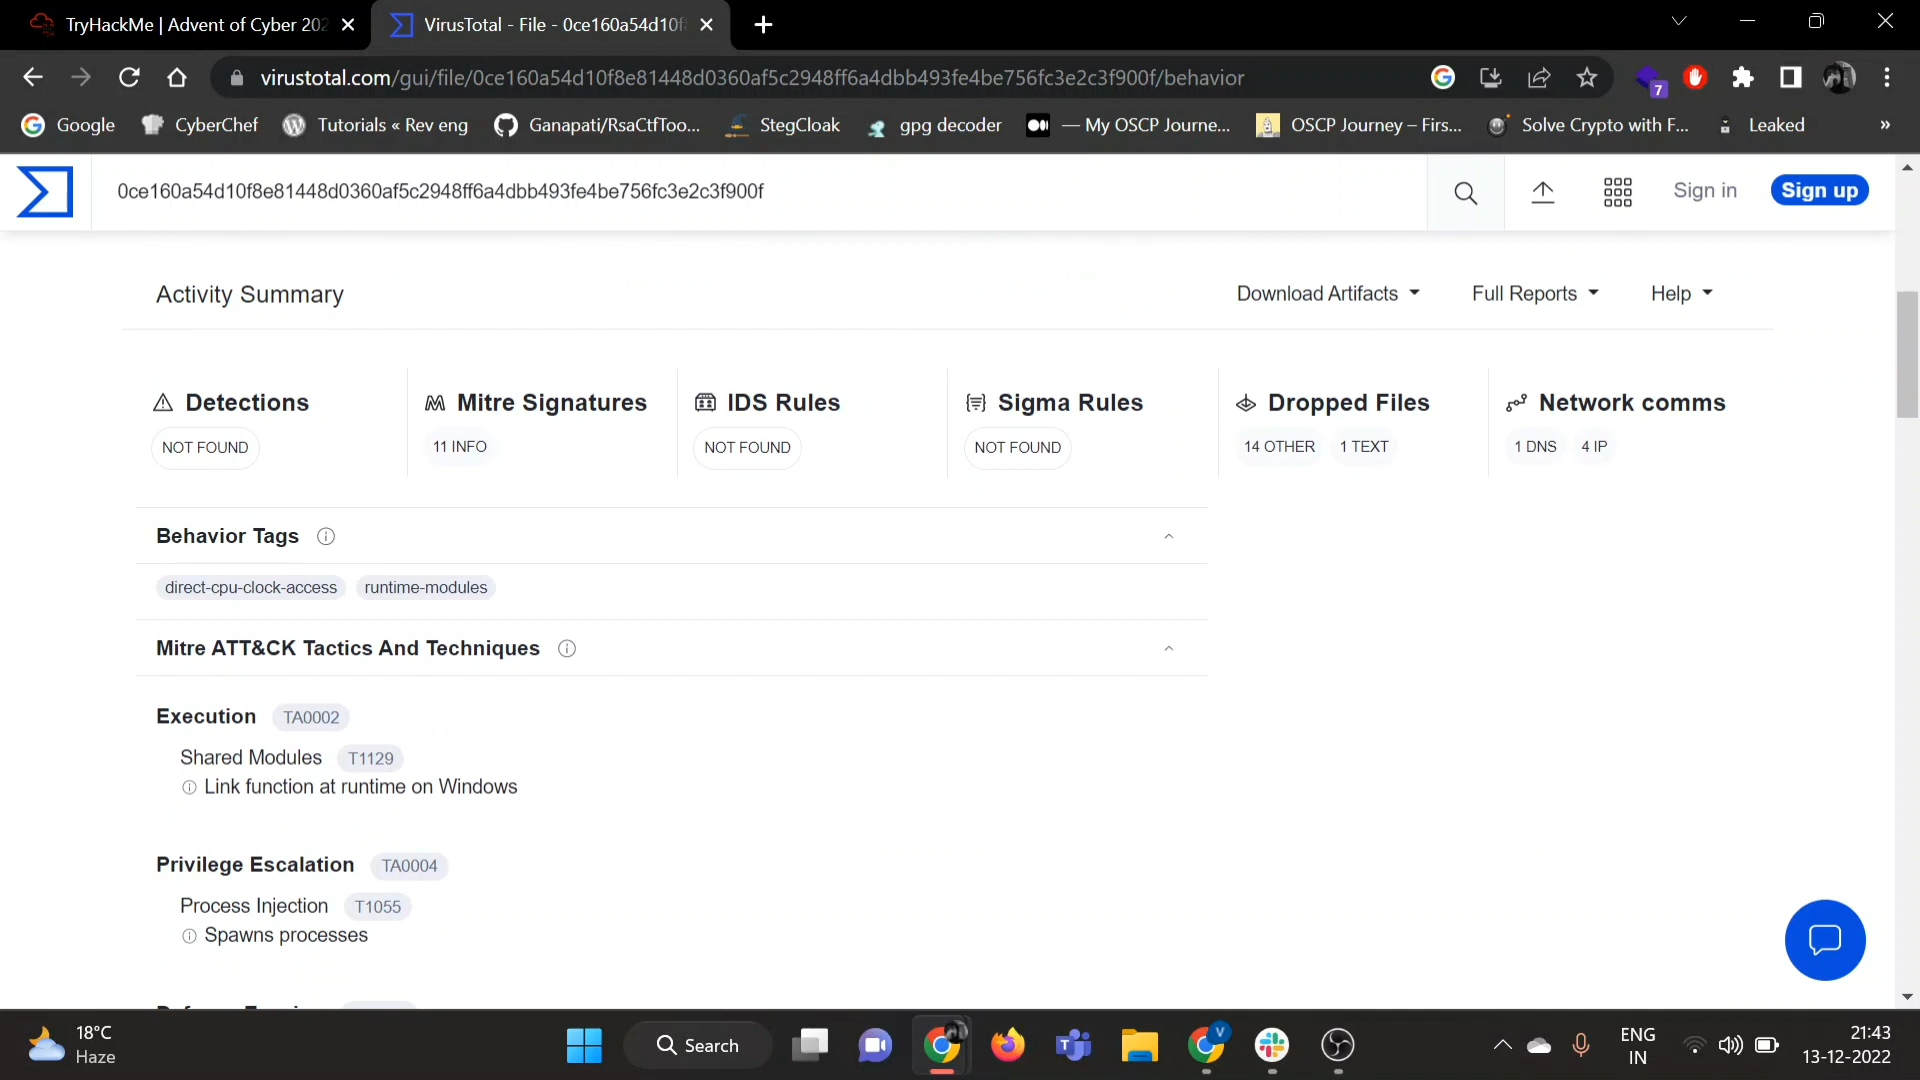 TryHackMe | Advent of Cyber 202
VirusTotal - File - 0ce160a54d10f
virustotal.com/gui/file/0ce160a54d10f8e81448d0360af5c2948ff6a4dbb493fe4be756fc3e2c3f900f/behavior
7
Google
CyberChef
Tutorials « Rev eng
Ganapati/RsaCtfToo...
StegCloak
gpg decoder
— My OSCP Journe...
OSCP Journey – Firs...
Solve Crypto with F...
Leaked
»
0ce160a54d10f8e81448d0360af5c2948ff6a4dbb493fe4be756fc3e2c3f900f
Sign in
Sign up
Activity Summary
Download Artifacts
Full Reports
Help
Detections
Mitre Signatures
IDS Rules
Sigma Rules
Dropped Files
Network comms
NOT FOUND
11 INFO
NOT FOUND
NOT FOUND
14 OTHER
1 TEXT
1 DNS
4 IP
Behavior Tags
direct-cpu-clock-access
runtime-modules
Mitre ATT&CK Tactics And Techniques
Execution TA0002
Shared Modules T1129
Link function at runtime on Windows
Privilege Escalation TA0004
Process Injection T1055
Spawns processes
18°C
Haze
Search
V
ENG
IN
21:43
13-12-2022